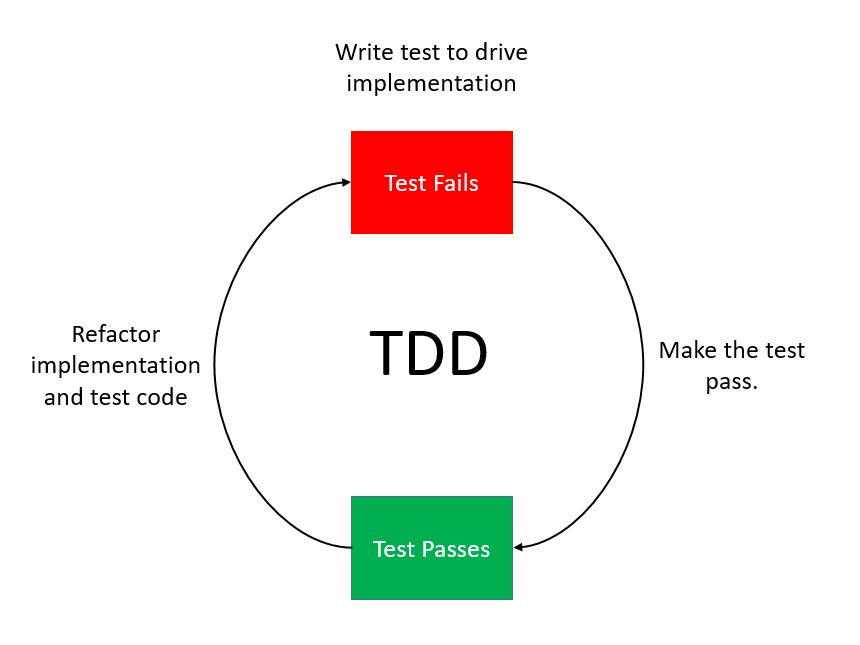 Write test to drive
implementation
Test Fails
TDD
Refactor
implementation
and test code
Make the test
pass.
Test Passes